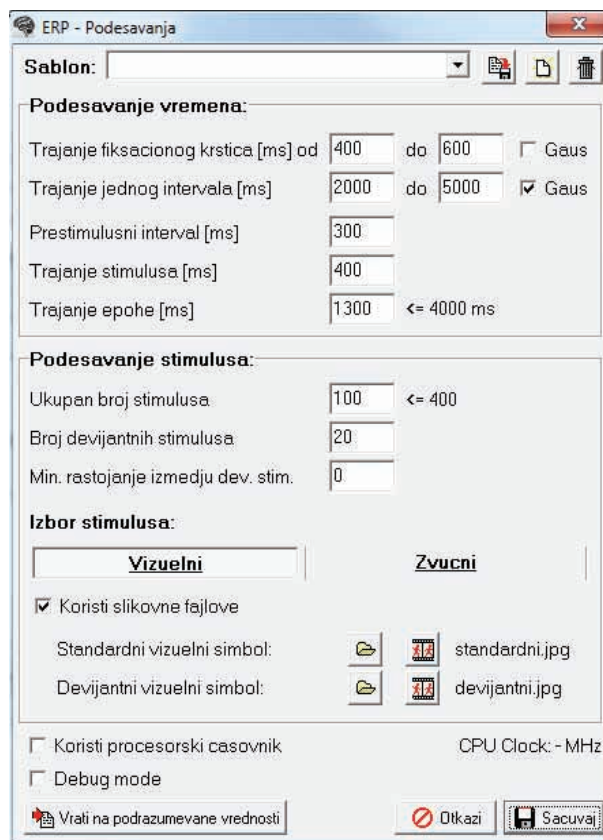 ERP - Podesavanja
Sablon:
Podesavanje vremena:
Trajanje fiksacionog krstica [ms] od 400 do 600 Gaus
Trajanje jednog intervala [ms] 2000 do 5000 Gaus
Prestimulusni interval [ms] 300
Trajanje stimulusa [ms] 400
Trajanje epohe [ms] 1300 <= 4000 ms
Podesavanje stimulusa:
Ukupan broj stimulusa 100 <= 400
Broj devijantnih stimulusa 20
Min. rastojanje izmedju dev. stim. 0
Izbor stimulusa:
Vizuelni Zvucni
Koristi slikovne fajlove
Standardni vizuelni simbol: standardni.jpg
Devijantni vizuelni simbol: devijantni.jpg
Koristi procesorski casovnik CPU Clock: - MHz
Debug mode
Vrati na podrazumevane vrednosti Otkazi Sacuvaj